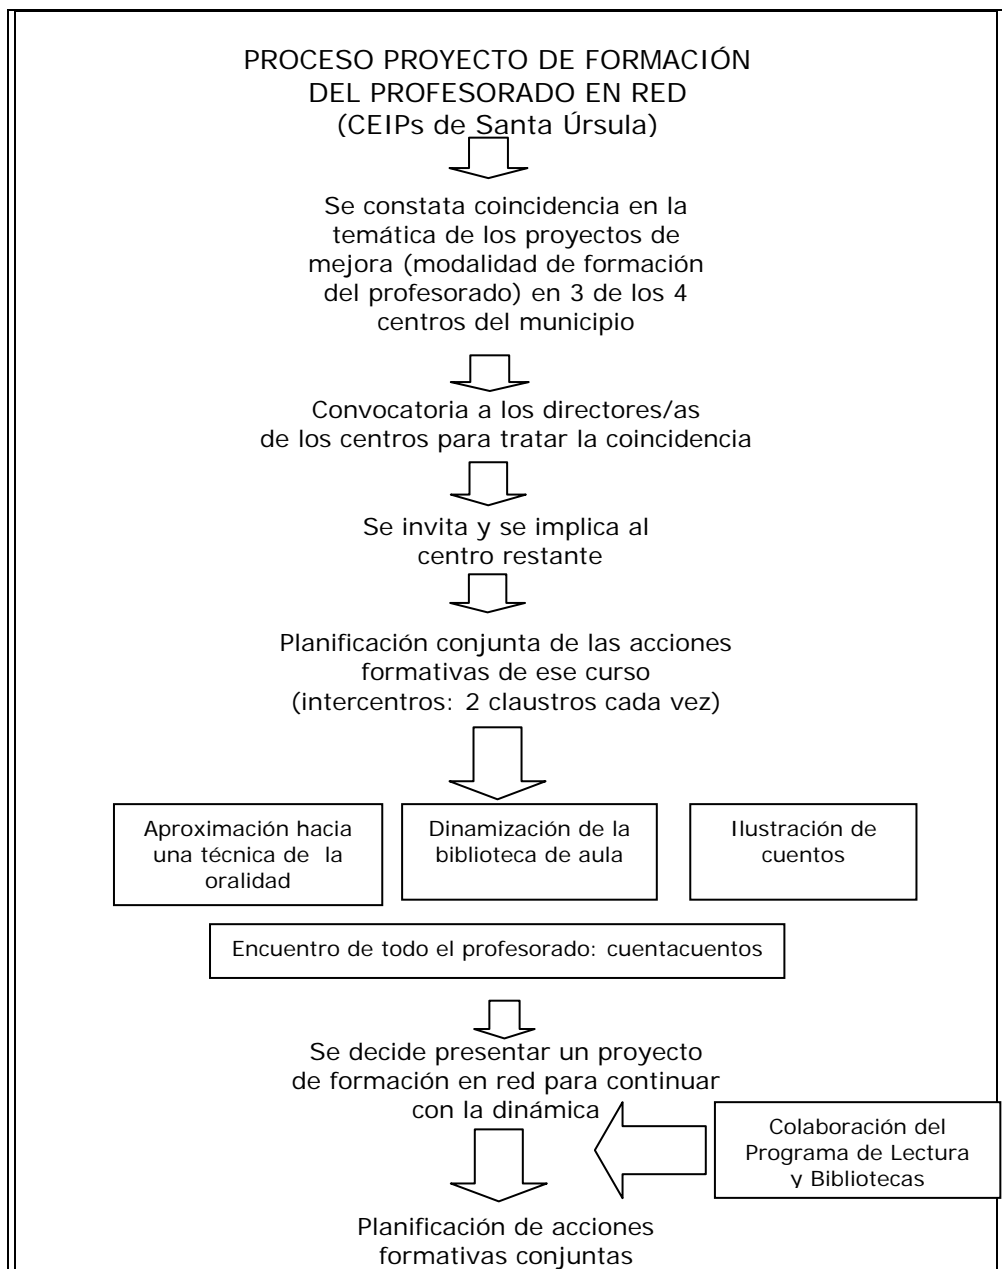 PROCESO PROYECTO DE FORMACIÓN
DEL PROFESORADO EN RED
(CEIPs de Santa Úrsula)
Se constata coincidencia en la
temática de los proyectos de
mejora (modalidad de formación
del profesorado) en 3 de los 4
centros del municipio
Convocatoria a los directores/as
de los centros para tratar la coincidencia
Se invita y se implica al
centro restante
Planificación conjunta de las acciones
formativas de ese curso
(intercentros: 2 claustros cada vez)
Aproximación hacia
una técnica de la
oralidad
Dinamización de la
biblioteca de aula
Ilustración de
cuentos
Encuentro de todo el profesorado: cuentacuentos
Se decide presentar un proyecto
de formación en red para continuar
con la dinámica
Colaboración del
Programa de Lectura
y Bibliotecas
Planificación de acciones
formativas conjuntas